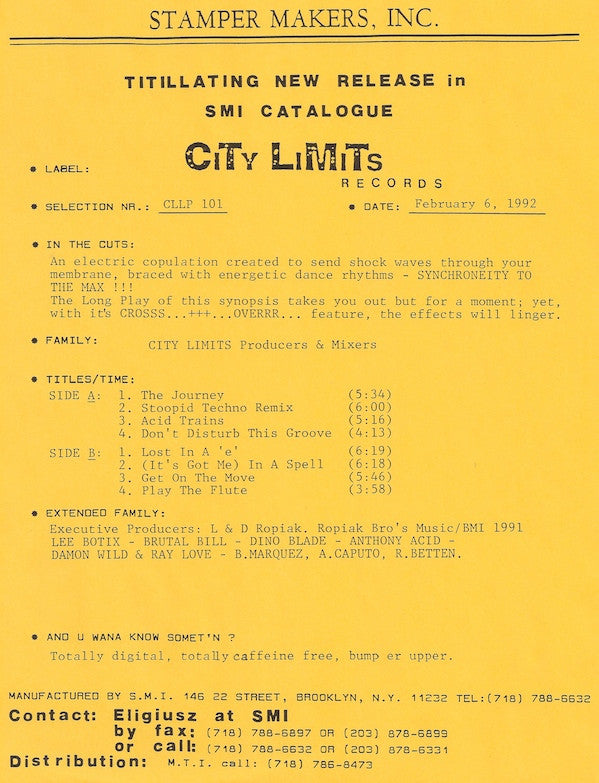 STAMPER MAKERS, INC.
TITILLATING NEW RELEASE in
SMI CATALOGUE
• LABEL: CiTy LiMiTs
RECORDS
• SELECTION NR.: CLLP 101 • DATE: February 6, 1992
• IN THE CUTS:
An electric copulation created to send shock waves through your
membrane, braced with energetic dance rhythms - SYNCHRONEITY TO
THE MAX !!!
The Long Play of this synopsis takes you out but for a moment; yet,
with it's CROSSS...+++...OVERRR... feature, the effects will linger.
• FAMILY: CITY LIMITS Producers & Mixers
• TITLES/TIME:
SIDE A: 1. The Journey (5:34)
2. Stoopid Techno Remix (6:00)
3. Acid Trains (5:16)
4. Don't Disturb This Groove (4:13)
SIDE B: 1. Lost In A 'e' (6:19)
2. (It's Got Me) In A Spell (6:18)
3. Get On The Move (5:46)
4. Play The Flute (3:58)
• EXTENDED FAMILY:
Executive Producers: L & D Ropiak. Ropiak Bro's Music/BMI 1991
LEE BOTIX - BRUTAL BILL - DINO BLADE - ANTHONY ACID -
DAMON WILD & RAY LOVE - B.MARQUEZ, A.CAPUTO, R.BETTEN.
• AND U WANA KNOW SOMET'N ?
Totally digital, totally caffeine free, bump er upper.
MANUFACTURED BY S.M.I. 146 22 STREET, BROOKLYN, N.Y. 11232 TEL:(718) 788-6632
Contact: Eligiusz at SMI
by fax: (718) 788-6897 OR (203) 878-6899
or call: (718) 788-6632 OR (203) 878-6331
Distribution: M.T.I. call: (718) 786-8473